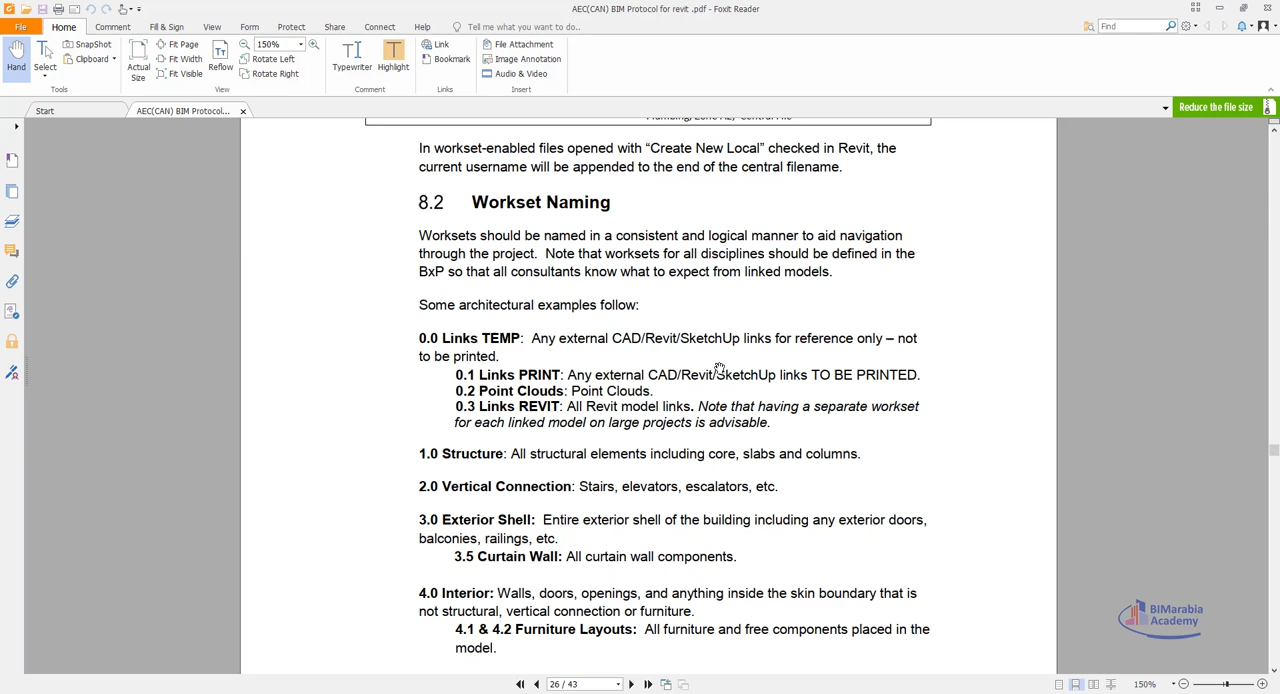 AEC(CAN) BIM Protocol for revit .pdf - Foxit Reader
File Home Comment Fill & Sign View Form Protect Share Connect Help Tell me what you want to do.. Find
SnapShot Fit Page 150% Link File Attachment
Clipboard Fit Width Rotate Left Bookmark Image Annotation
Hand Select Actual Size Fit Visible Reflow Rotate Right Typewriter Highlight Audio & Video
Tools View Comment Links Insert
Start AEC(CAN) BIM Protocol... Reduce the file size
In workset-enabled files opened with “Create New Local” checked in Revit, the
current username will be appended to the end of the central filename.
8.2 Workset Naming
Worksets should be named in a consistent and logical manner to aid navigation
through the project. Note that worksets for all disciplines should be defined in the
BxP so that all consultants know what to expect from linked models.
Some architectural examples follow:
0.0 Links TEMP: Any external CAD/Revit/SketchUp links for reference only – not
to be printed.
0.1 Links PRINT: Any external CAD/Revit/SketchUp links TO BE PRINTED.
0.2 Point Clouds: Point Clouds.
0.3 Links REVIT: All Revit model links. Note that having a separate workset
for each linked model on large projects is advisable.
1.0 Structure: All structural elements including core, slabs and columns.
2.0 Vertical Connection: Stairs, elevators, escalators, etc.
3.0 Exterior Shell: Entire exterior shell of the building including any exterior doors,
balconies, railings, etc.
3.5 Curtain Wall: All curtain wall components.
4.0 Interior: Walls, doors, openings, and anything inside the skin boundary that is
not structural, vertical connection or furniture.
4.1 & 4.2 Furniture Layouts: All furniture and free components placed in the
model.
BIMarabia
Academy
26 / 43 150%